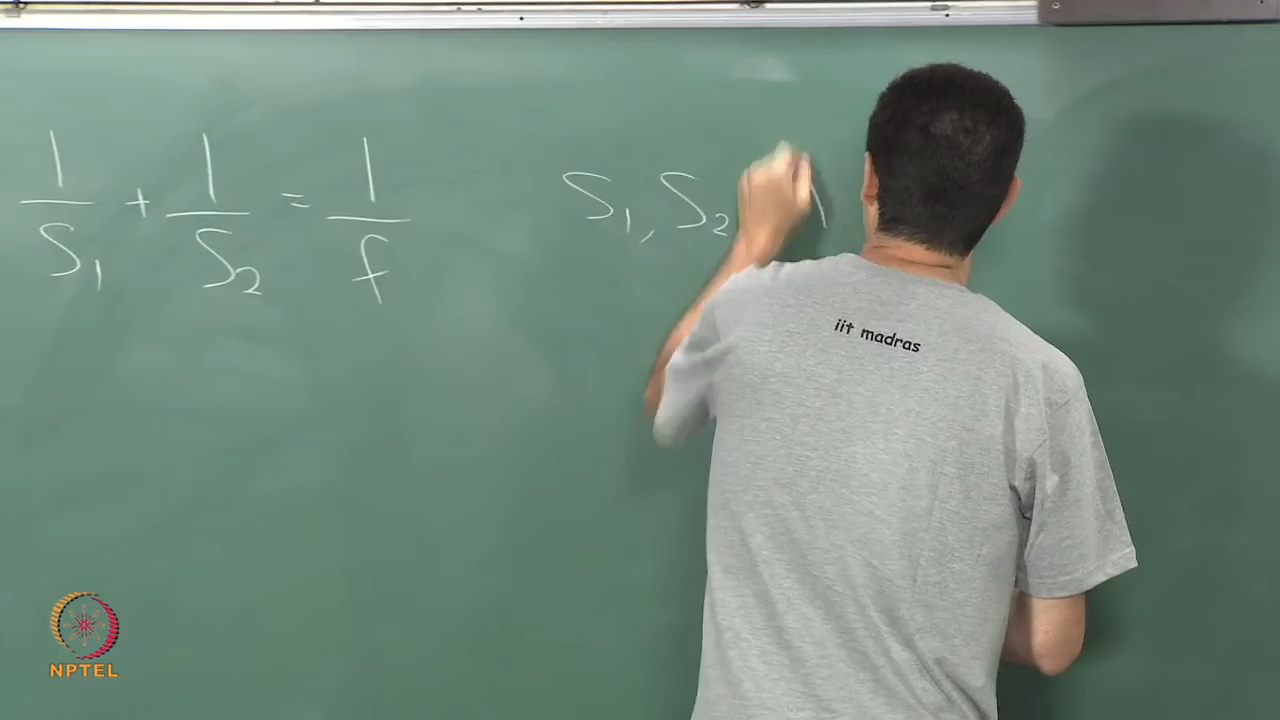 1/S₁ + 1/S₂ = 1/f
S₁, S₂
iit madras
NPTEL